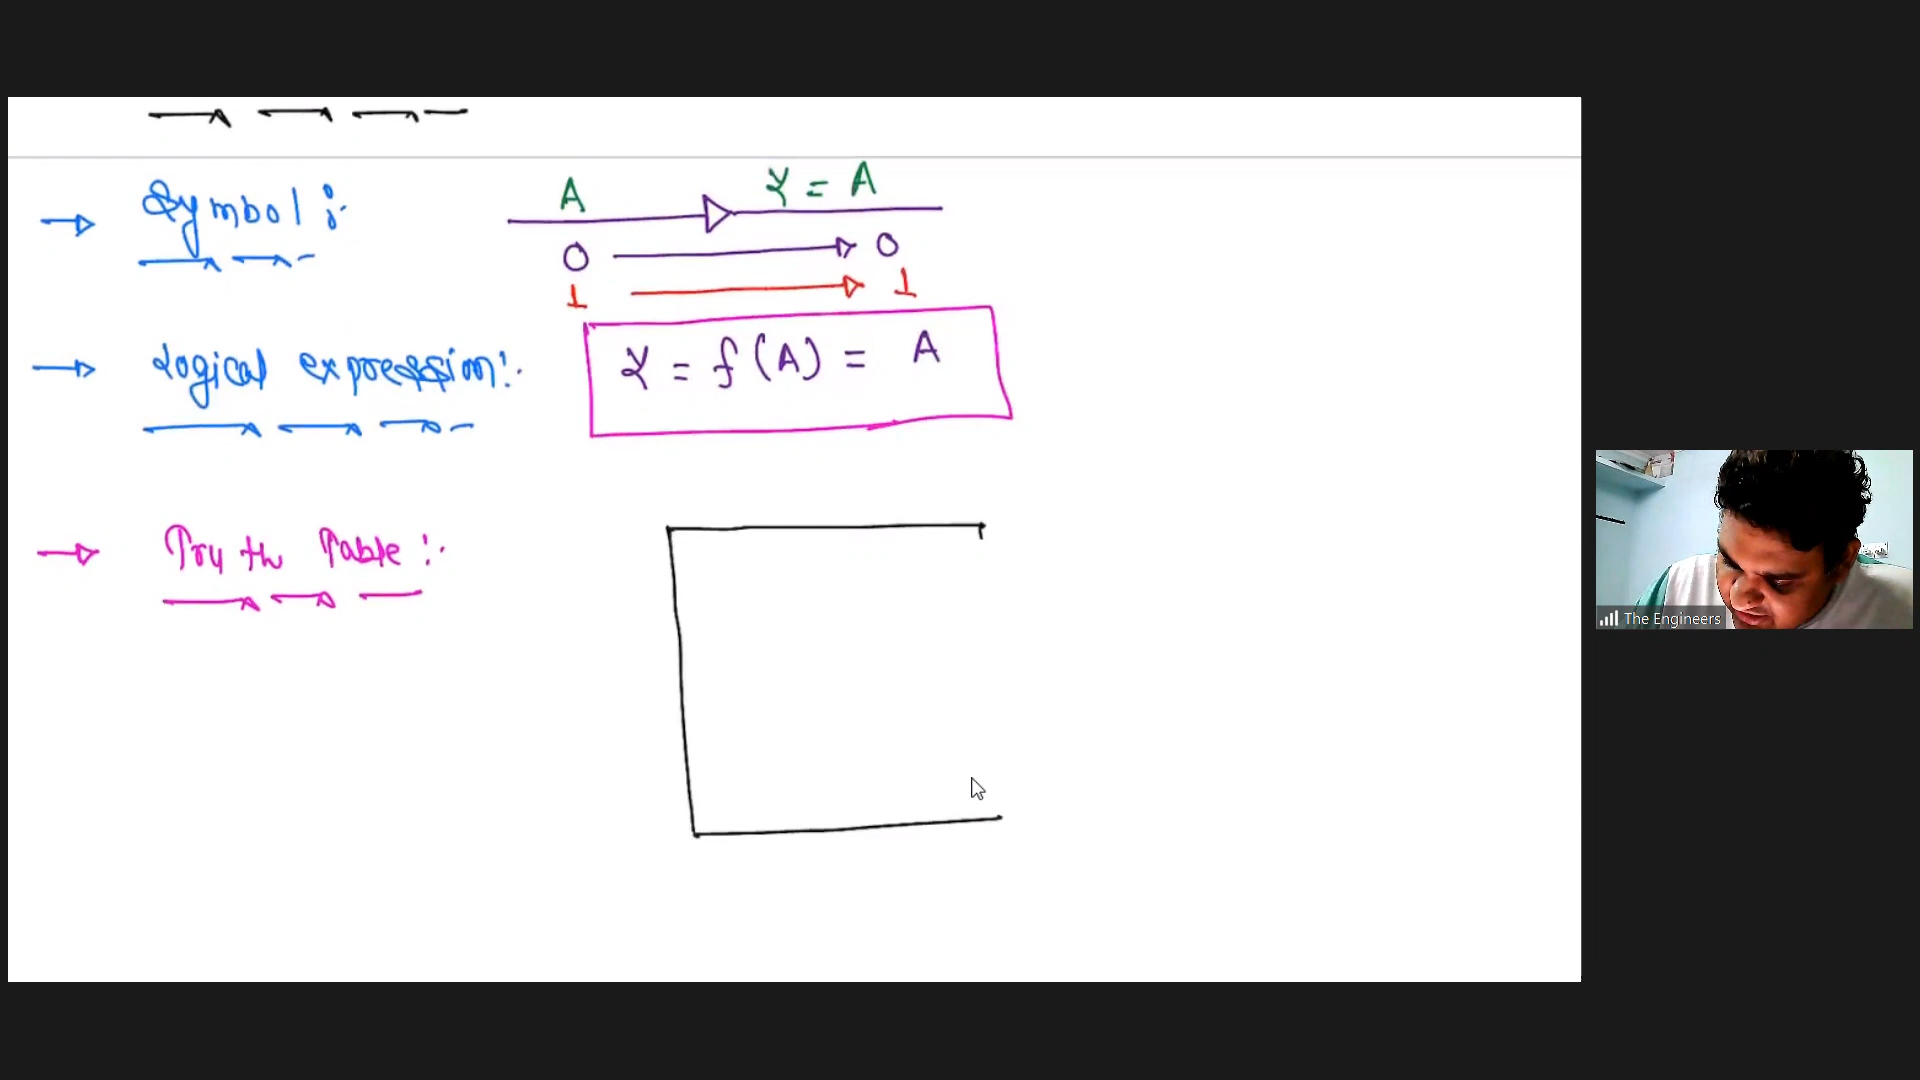 Symbol :-
A Y = A
0 → 0
1 → 1
→ Logical expression :-
Y = f(A) = A
→ Truth Table :-
The Engineers